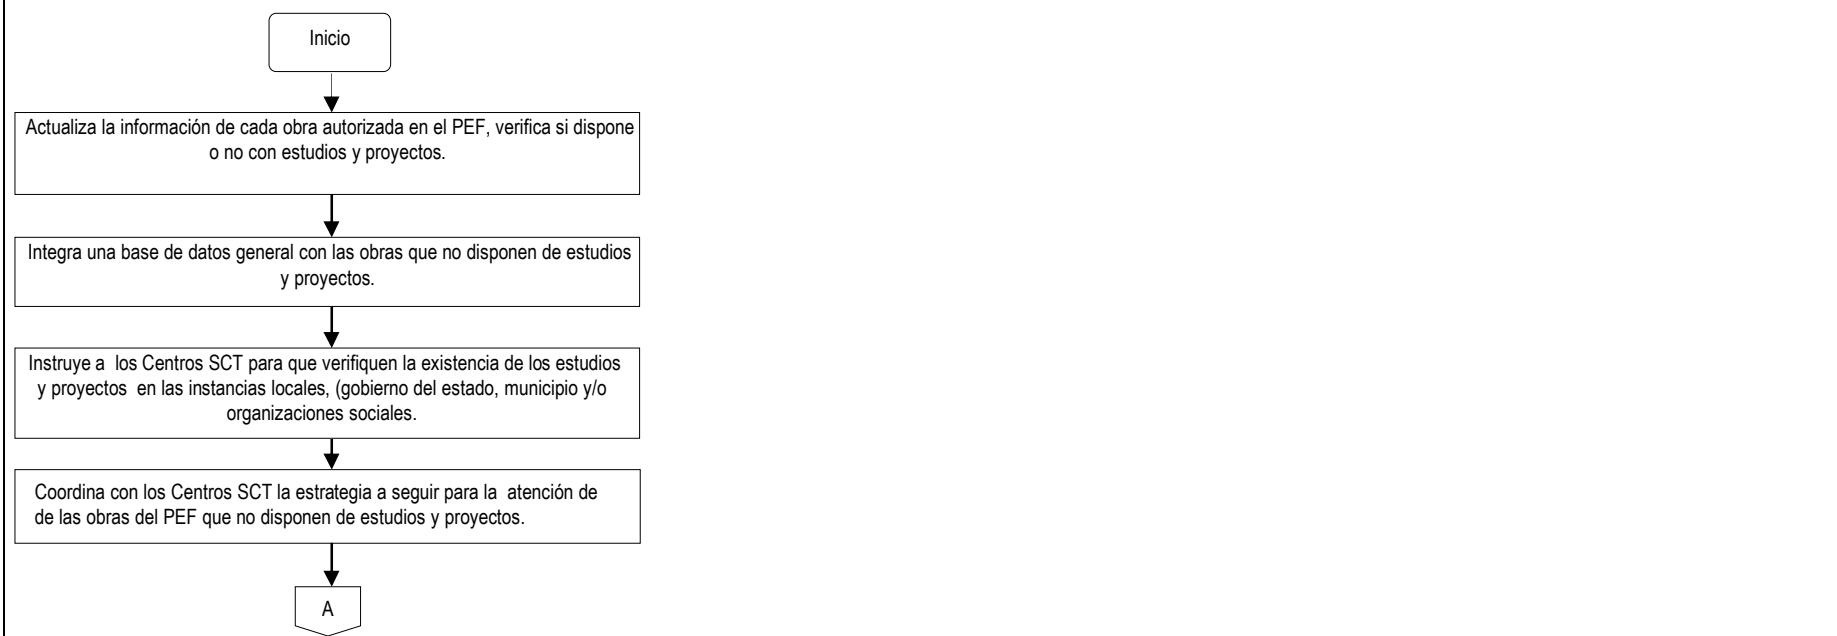 Inicio
Actualiza la información de cada obra autorizada en el PEF, verifica si dispone
o no con estudios y proyectos.
Integra una base de datos general con las obras que no disponen de estudios
y proyectos.
Instruye a los Centros SCT para que verifiquen la existencia de los estudios
y proyectos en las instancias locales, (gobierno del estado, municipio y/o
organizaciones sociales.
Coordina con los Centros SCT la estrategia a seguir para la atención de
de las obras del PEF que no disponen de estudios y proyectos.
A